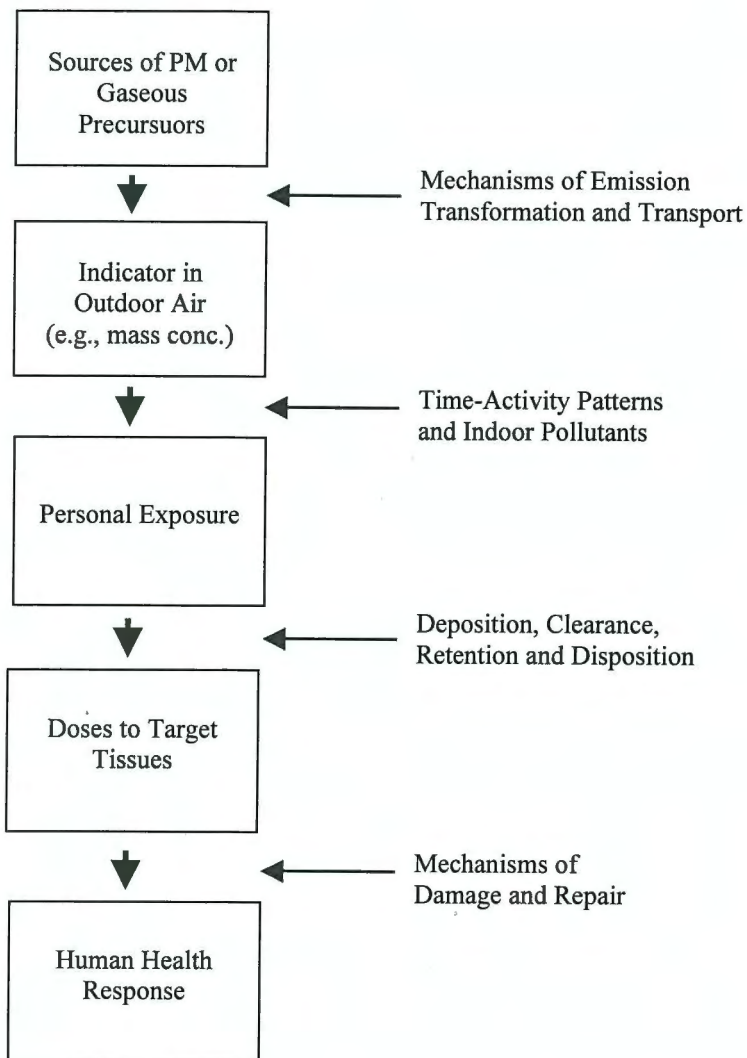 Sources of PM or
Gaseous
Precursuors
Mechanisms of Emission
Transformation and Transport
Indicator in
Outdoor Air
(e.g., mass conc.)
Time-Activity Patterns
and Indoor Pollutants
Personal Exposure
Deposition, Clearance,
Retention and Disposition
Doses to Target
Tissues
Mechanisms of
Damage and Repair
Human Health
Response